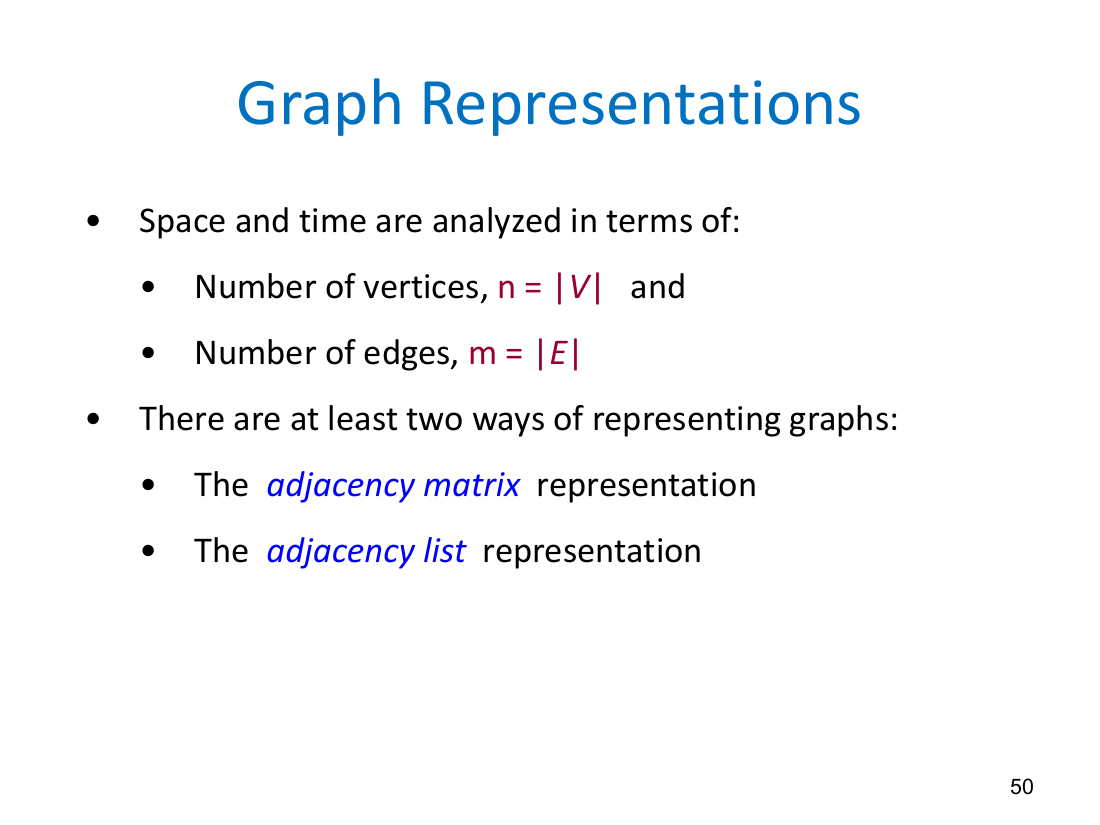 Graph Representations
• Space and time are analyzed in terms of:
• Number of vertices, n = |V| and
• Number of edges, m = |E|
• There are at least two ways of representing graphs:
• The adjacency matrix representation
• The adjacency list representation
50